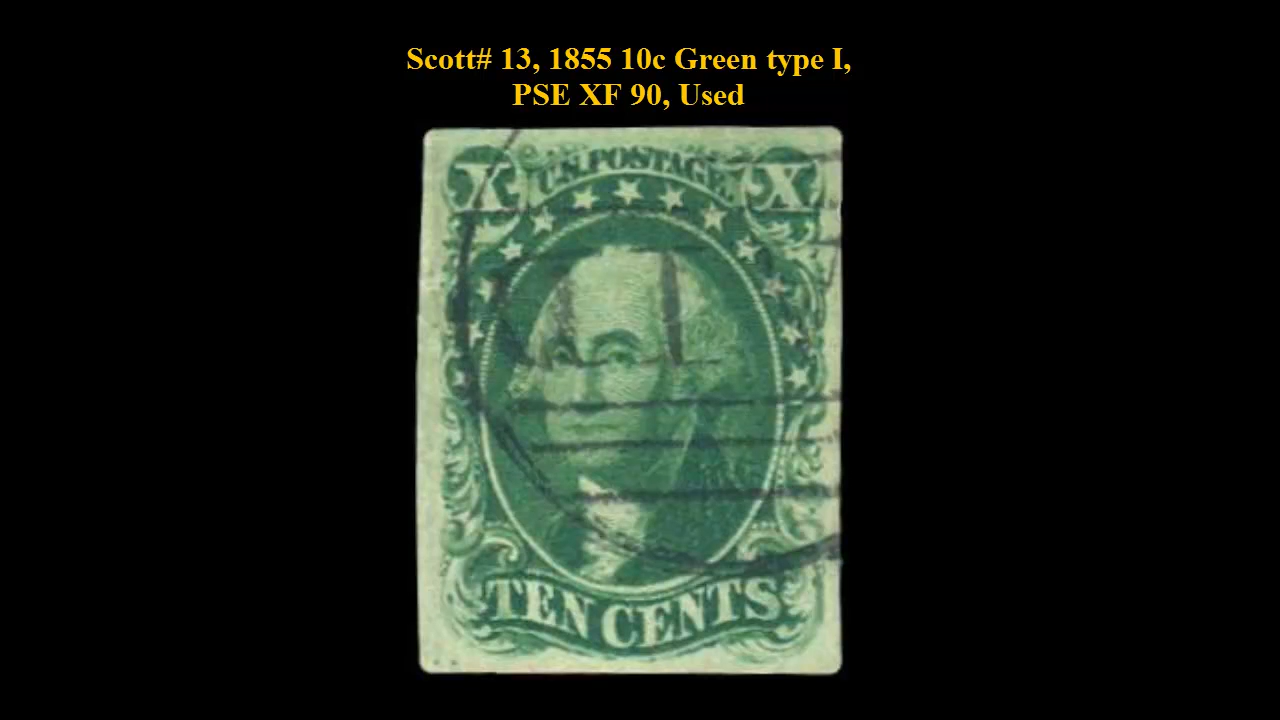 Scott# 13, 1855 10c Green type I,
PSE XF 90, Used
X U.S. POSTAGE. X
TEN CENTS